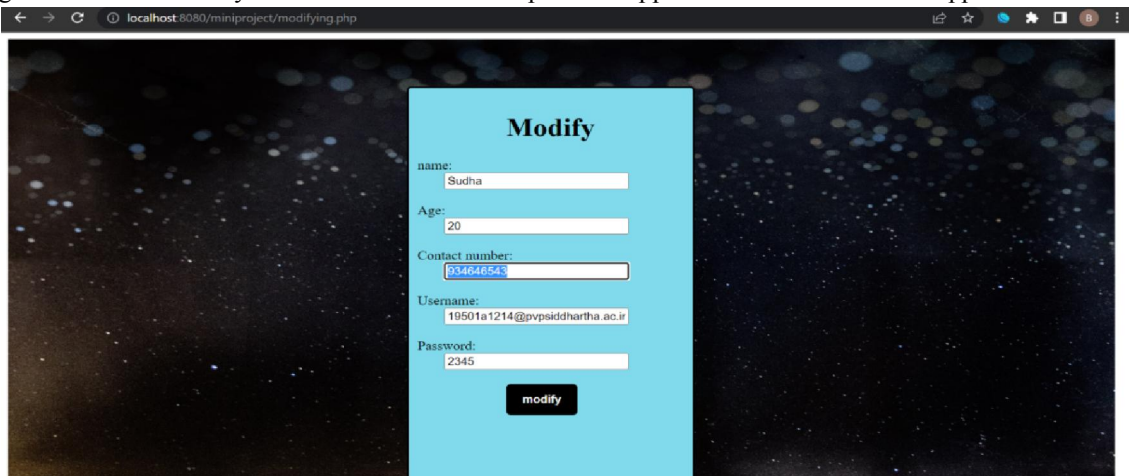 localhost:8080/miniproject/modifying.php
B
Modify
name:
Sudha
Age:
20
Contact number:
934646543
Username:
19501a1214@pvpsiddhartha.ac.ir
Password:
2345
modify